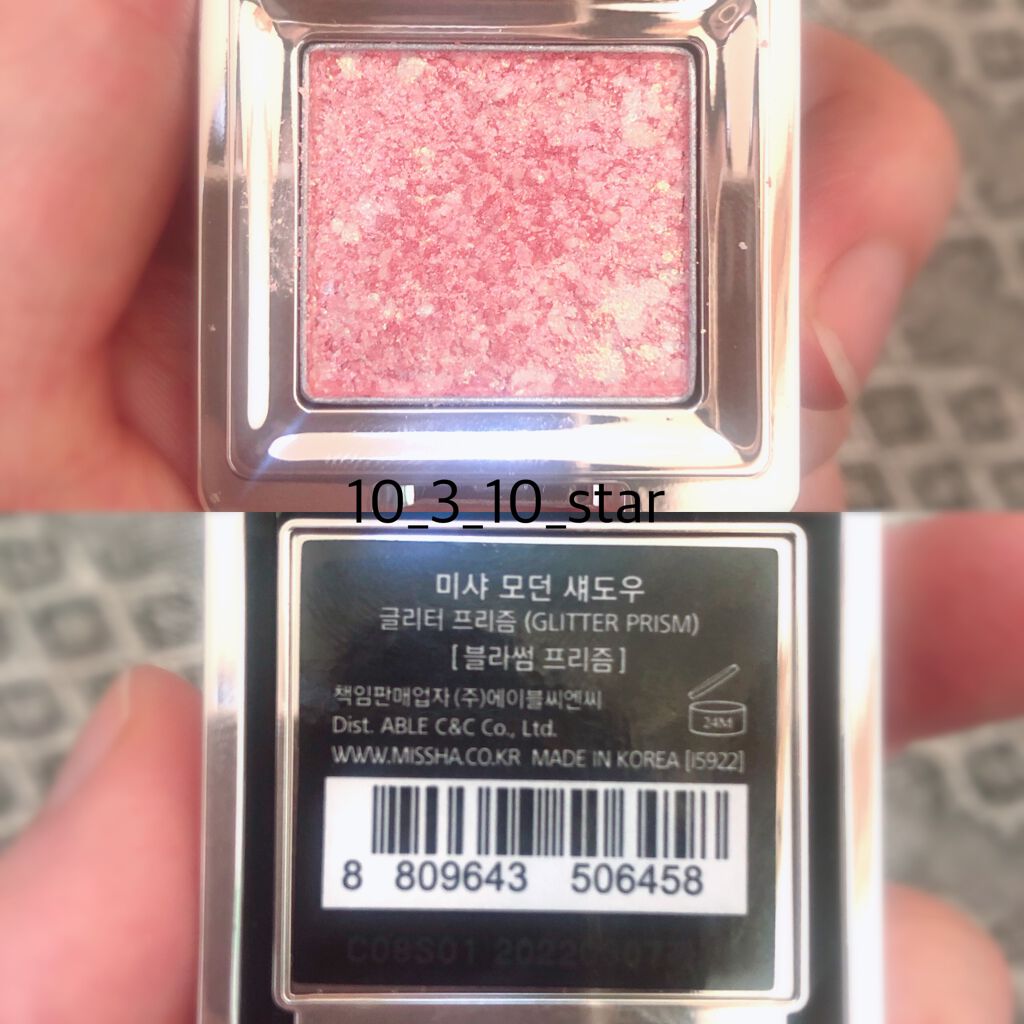 10_3_10_star
미샤 모던 섀도우
글리터 프리즘 (GLITTER PRISM)
[블라썸 프리즘]
책임판매업자 (주)에이블씨엔씨
Dist. ABLE C&C Co., Ltd.
24M
WWW.MISSHA.CO.KR MADE IN KOREA [I5922]
8 809643 506458
C08S01